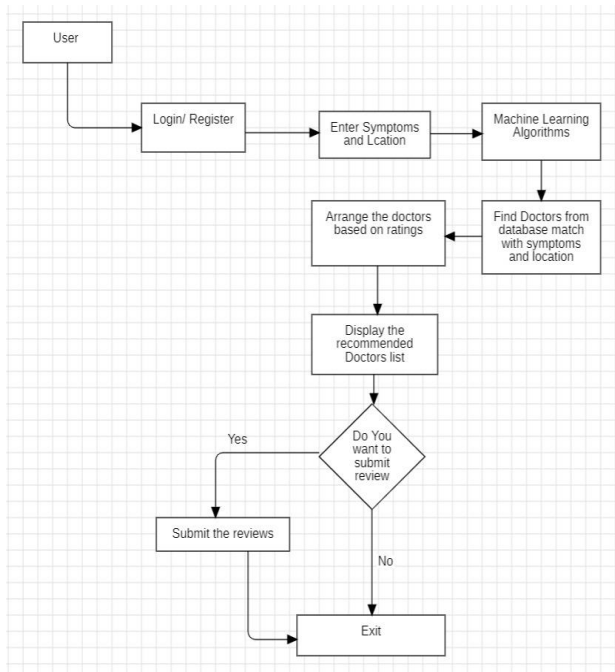 User
Login/ Register
Enter Symptoms
and Lcation
Machine Learning
Algorithms
Find Doctors from
database match
with symptoms
and location
Arrange the doctors
based on ratings
Display the
recommended
Doctors list
Do You
want to
submit
review
Yes
Submit the reviews
No
Exit